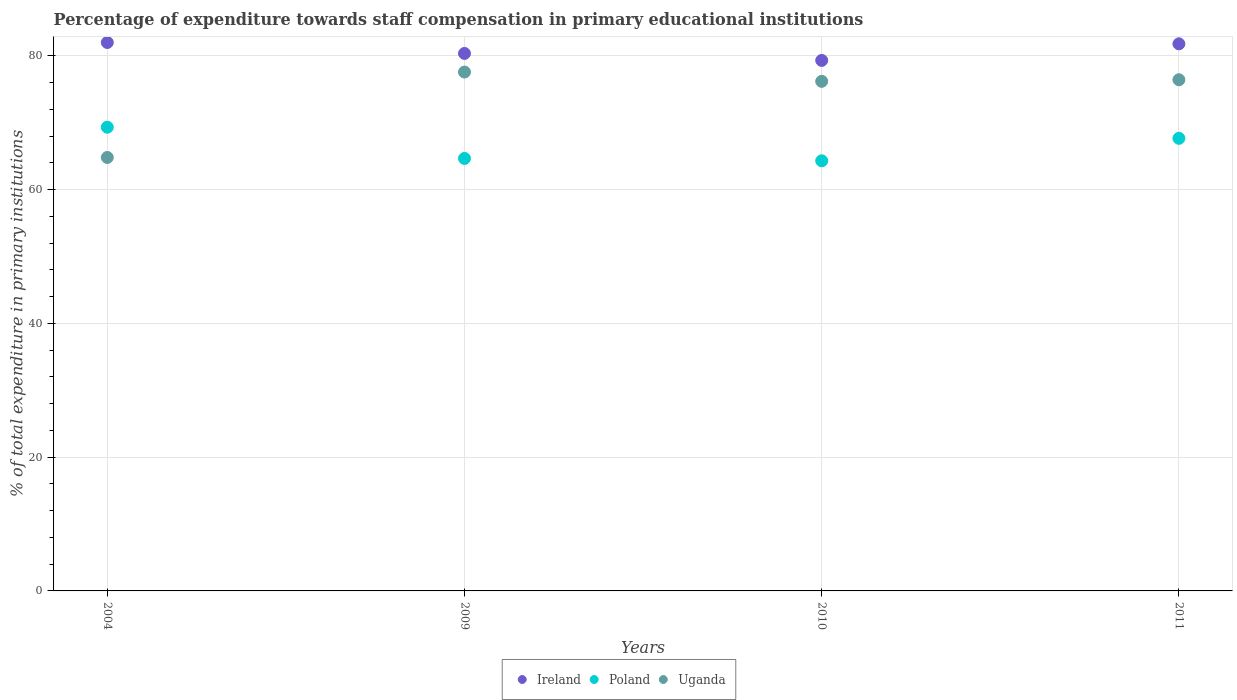 Percentage of expenditure towards staff compensation in primary educational institutions
% of total expenditure in primary institutions
80
60
40
20
0
2004
2009
2010
2011
Years
Ireland
Poland
Uganda